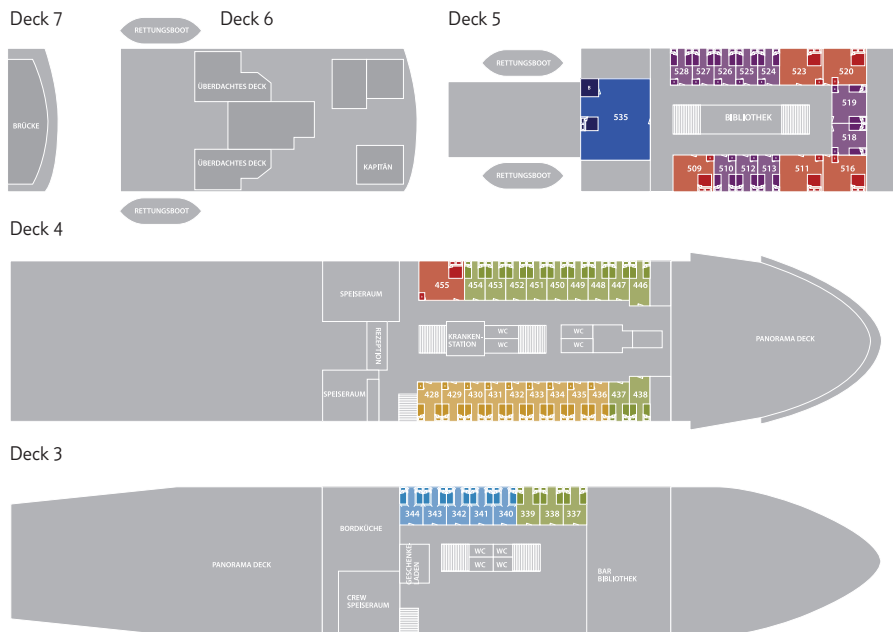 Deck 7
Deck 6
Deck 5
RETTUNGSBOOT
BRÜCKE
ÜBERDACHTES DECK
ÜBERDACHTES DECK
KAPITÄN
RETTUNGSBOOT
RETTUNGSBOOT
B
535
528
527
526
525
524
523
520
519
BIBLIOTHEK
518
509
510
512
513
511
516
RETTUNGSBOOT
Deck 4
SPEISERAUM
455
454
453
452
451
450
449
448
447
446
REZEPTION
KRANKEN-
STATION
WC
WC
WC
WC
PANORAMA DECK
SPEISERAUM
428
429
430
431
432
433
434
435
436
437
438
Deck 3
PANORAMA DECK
BORDKÜCHE
344
343
342
341
340
339
338
337
GESCHENKE
LADEN
WC
WC
WC
WC
CREW
SPEISERAUM
BAR
BIBLIOTHEK